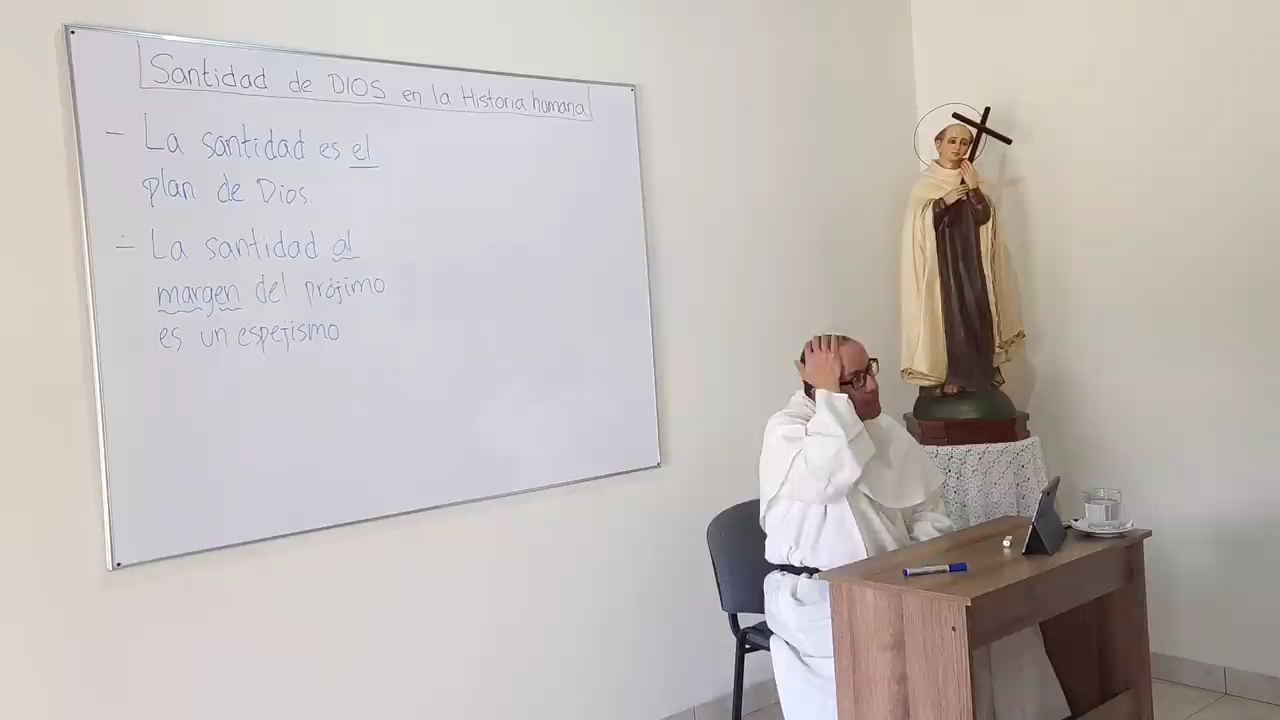 Santidad de DIOS en la Historia humana
- La santidad es el
plan de Dios.
- La santidad al
margen del prójimo
es un espejismo